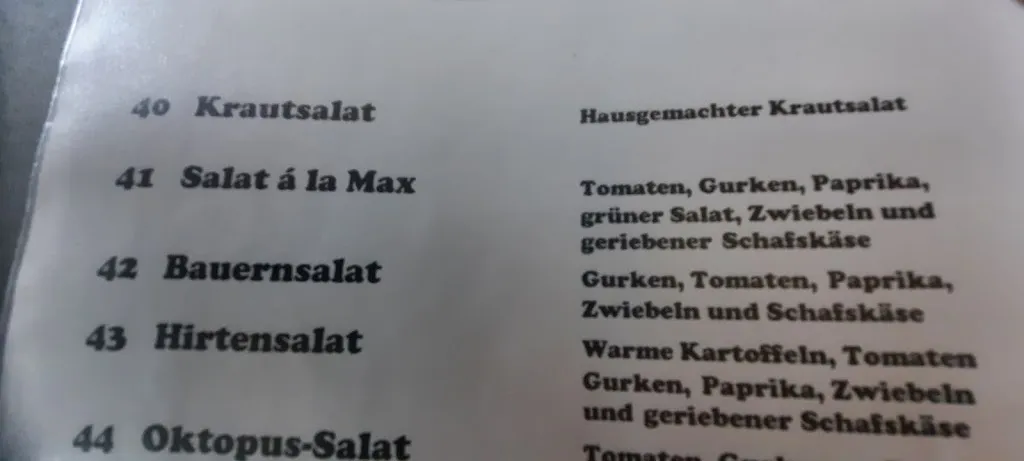 40 Krautsalat Hausgemachter Krautsalat
41 Salat á la Max Tomaten, Gurken, Paprika,
grüner Salat, Zwiebeln und
geriebener Schafskäse
42 Bauernsalat Gurken, Tomaten, Paprika,
Zwiebeln und Schafskäse
43 Hirtensalat Warme Kartoffeln, Tomaten
Gurken, Paprika, Zwiebeln
und geriebener Schafskäse
44 Oktopus-Salat Tomaten,